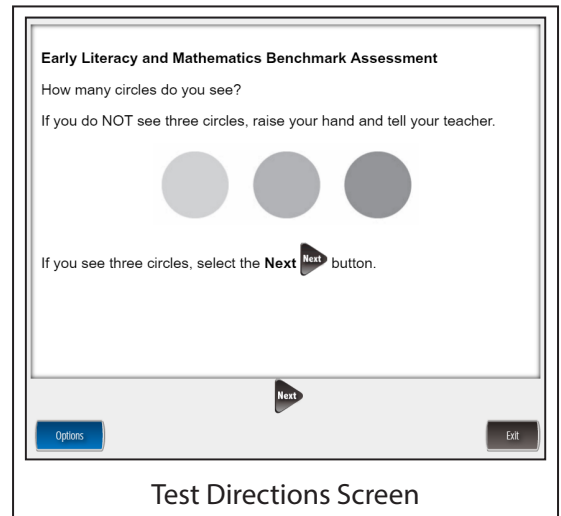 Early Literacy and Mathematics Benchmark Assessment
How many circles do you see?
If you do NOT see three circles, raise your hand and tell your teacher.
If you see three circles, select the Next Next button.
Next
Options Exit
Test Directions Screen